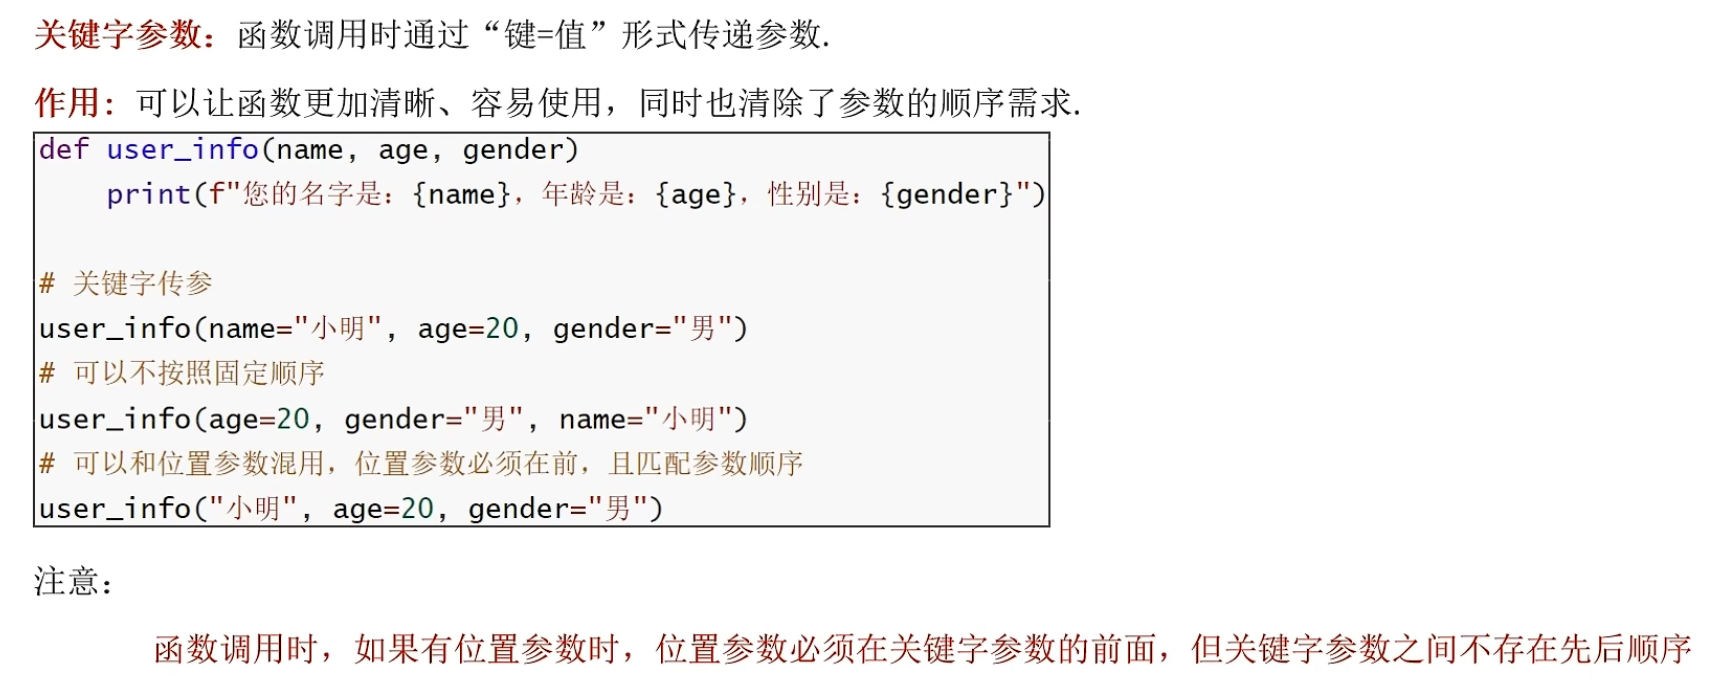 关键字参数：函数调用时通过“键=值”形式传递参数.
作用：可以让函数更加清晰、容易使用，同时也清除了参数的顺序需求.
def user_info(name, age, gender)
    print(f"您的名字是：{name}，年龄是：{age}，性别是：{gender}")
# 关键字传参
user_info(name="小明", age=20, gender="男")
# 可以不按照固定顺序
user_info(age=20, gender="男", name="小明")
# 可以和位置参数混用，位置参数必须在前，且匹配参数顺序
user_info("小明", age=20, gender="男")
注意：
函数调用时，如果有位置参数时，位置参数必须在关键字参数的前面，但关键字参数之间不存在先后顺序